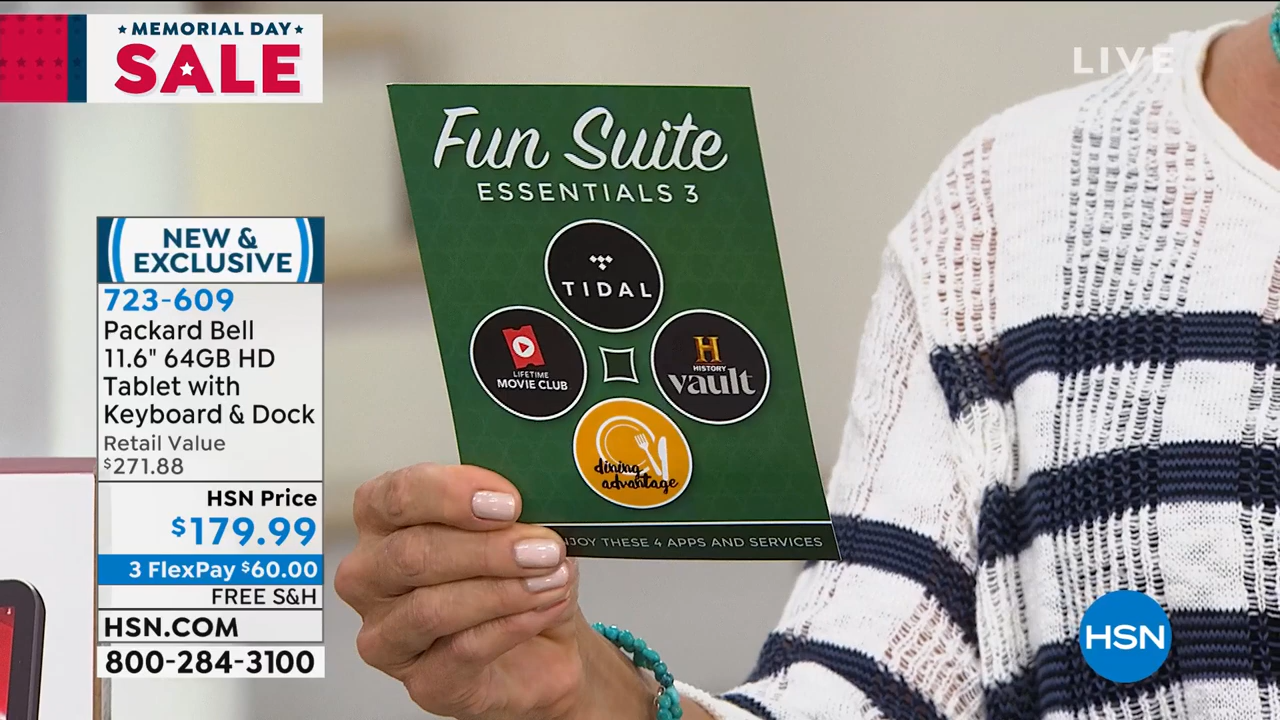 MEMORIAL DAY
SALE
LIVE
NEW &
EXCLUSIVE
723-609
Packard Bell
11.6" 64GB HD
Tablet with
Keyboard & Dock
Retail Value
$271.88
HSN Price
$179.99
3 FlexPay $60.00
FREE S&H
HSN.COM
800-284-3100
Fun Suite
ESSENTIALS 3
TIDAL
LIFETIME
MOVIE CLUB
H
HISTORY
vault
dining
advantage
THESE 4 APPS AND SERVICES
HSN